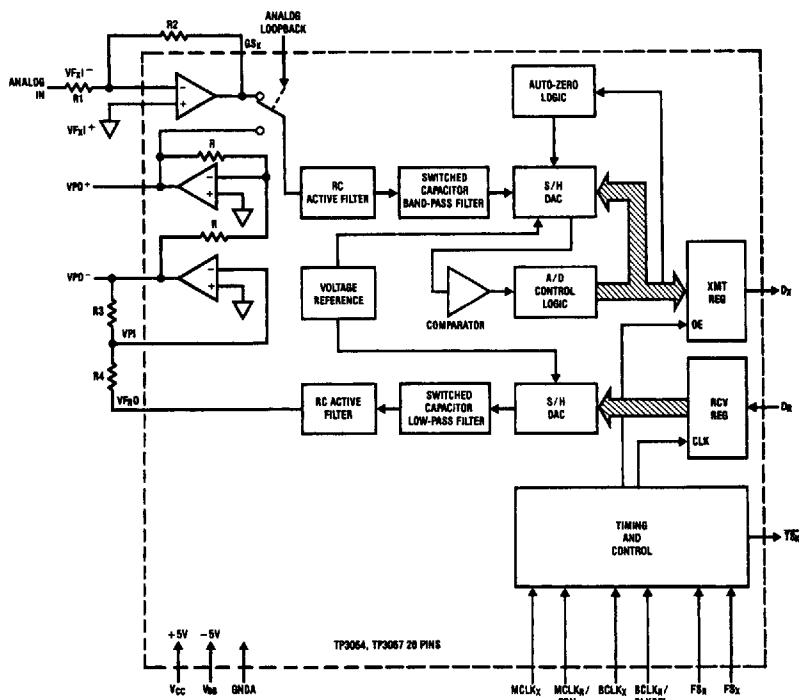 ANALOG
LOOPBACK
R2
GSX
VFXI-
ANALOG
IN
R1
VFXI+
AUTO-ZERO
LOGIC
R
VPO+
RC
ACTIVE FILTER
SWITCHED
CAPACITOR
BAND-PASS FILTER
S/H
DAC
R
VPO-
VOLTAGE
REFERENCE
COMPARATOR
A/D
CONTROL
LOGIC
XMT
REG
DX
OE
R3
VPI
R4
VFRO
RC ACTIVE
FILTER
SWITCHED
CAPACITOR
LOW-PASS FILTER
S/H
DAC
RCV
REG
DR
CLK
TIMING
AND
CONTROL
TSX
+5V
-5V
TP3064, TP3067 20 PINS
VCC
VBB
GNDA
MCLKX
MCLKR/
BCLKX
BCLKR/
FSR
FSX